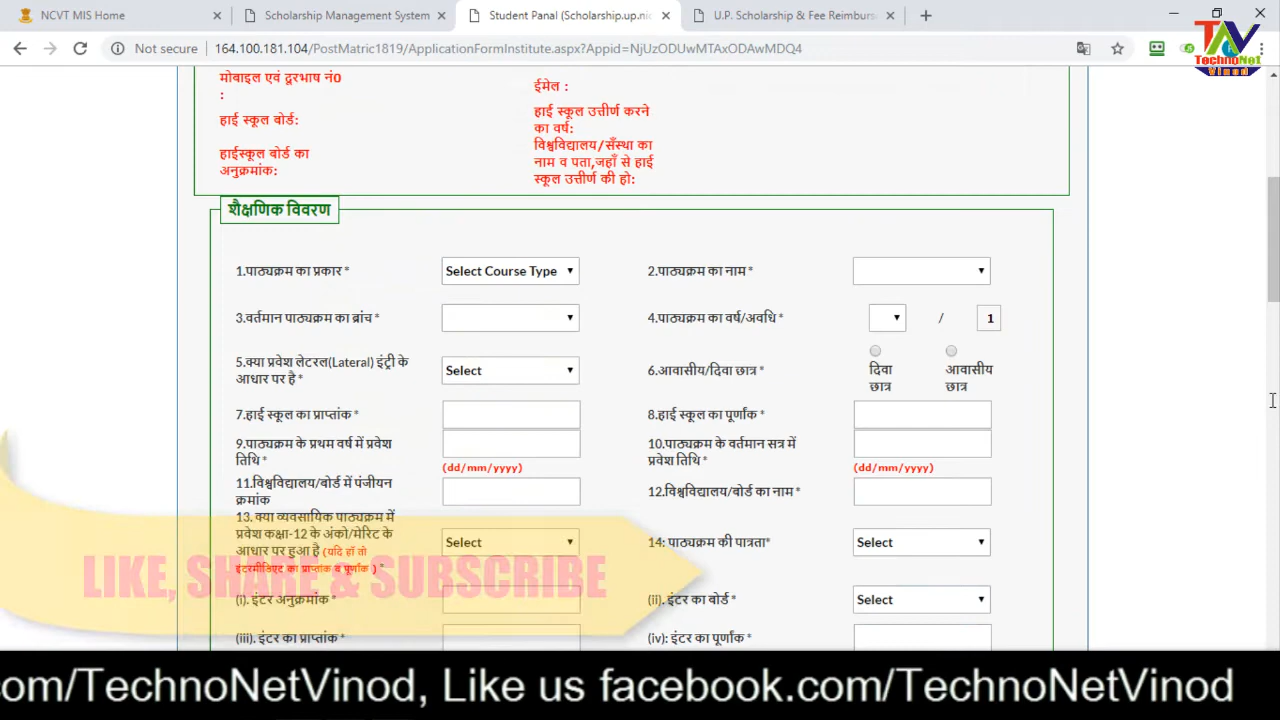 NCVT MIS Home
Scholarship Management System
Student Panal (Scholarship.up.nic
U.P. Scholarship & Fee Reimburs
Not secure
164.100.181.104/PostMatric1819/ApplicationFormInstitute.aspx?Appid=NjUzODUwMTAxODAwMDQ4
TAV
TechnoNet
Vinod
मोबाइल एवं दूरभाष नं0
:
ईमेल :
हाई स्कूल बोर्ड:
हाई स्कूल उत्तीर्ण करने
का वर्ष:
हाईस्कूल बोर्ड का
अनुक्रमांक:
विश्वविद्यालय/सँस्था का
नाम व पता,जहाँ से हाई
स्कूल उत्तीर्ण की हो:
शैक्षणिक विवरण
1.पाठ्यक्रम का प्रकार *
Select Course Type
2.पाठ्यक्रम का नाम *
3.वर्तमान पाठ्यक्रम का ब्रांच *
4.पाठ्यक्रम का वर्ष/अवधि *
/
1
5.क्या प्रवेश लेटरल(Lateral) इंट्री के
आधार पर है *
Select
6.आवासीय/दिवा छात्र *
दिवा
छात्र
आवासीय
छात्र
7.हाई स्कूल का प्राप्तांक *
8.हाई स्कूल का पूर्णांक *
9.पाठ्यक्रम के प्रथम वर्ष में प्रवेश
तिथि *
(dd/mm/yyyy)
10.पाठ्यक्रम के वर्तमान सत्र में
प्रवेश तिथि *
(dd/mm/yyyy)
11.विश्वविद्यालय/बोर्ड में पंजीयन
क्रमांक
12.विश्वविद्यालय/बोर्ड का नाम *
13. क्या व्यवसायिक पाठ्यक्रम में
प्रवेश कक्षा-12 के अंको/मेरिट के
आधार पर हुआ है (यदि हाँ तो
इंटरमीजिएट का प्राप्तांक व पूर्णांक ) *
Select
14: पाठ्यक्रम की पात्रता*
Select
LIKE, SHARE & SUBSCRIBE
(i). इंटर अनुक्रमांक *
(ii). इंटर का बोर्ड *
Select
(iii). इंटर का प्राप्तांक *
(iv): इंटर का पूर्णांक *
com/TechnoNetVinod, Like us facebook.com/TechnoNetVinod